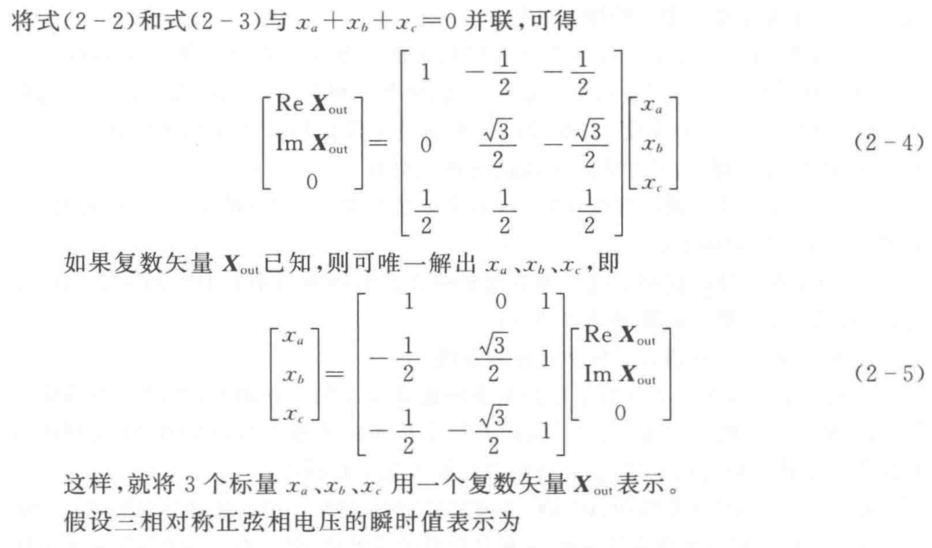 将式(2-2)和式(2-3)与 $x_a+x_b+x_c=0$ 并联,可得
$$\begin{bmatrix} \mathrm{Re}\ \boldsymbol{X}_{\mathrm{out}} \\ \mathrm{Im}\ \boldsymbol{X}_{\mathrm{out}} \\ 0 \end{bmatrix} = \begin{bmatrix} 1 & -\frac{1}{2} & -\frac{1}{2} \\ 0 & \frac{\sqrt{3}}{2} & -\frac{\sqrt{3}}{2} \\ \frac{1}{2} & \frac{1}{2} & \frac{1}{2} \end{bmatrix} \begin{bmatrix} x_a \\ x_b \\ x_c \end{bmatrix} \quad (2-4)$$
如果复数矢量 $\boldsymbol{X}_{\mathrm{out}}$ 已知,则可唯一解出 $x_a$、$x_b$、$x_c$,即
$$\begin{bmatrix} x_a \\ x_b \\ x_c \end{bmatrix} = \begin{bmatrix} 1 & 0 & 1 \\ -\frac{1}{2} & \frac{\sqrt{3}}{2} & 1 \\ -\frac{1}{2} & -\frac{\sqrt{3}}{2} & 1 \end{bmatrix} \begin{bmatrix} \mathrm{Re}\ \boldsymbol{X}_{\mathrm{out}} \\ \mathrm{Im}\ \boldsymbol{X}_{\mathrm{out}} \\ 0 \end{bmatrix} \quad (2-5)$$
这样,就将 3 个标量 $x_a$、$x_b$、$x_c$ 用一个复数矢量 $\boldsymbol{X}_{\mathrm{out}}$ 表示。
假设三相对称正弦相电压的瞬时值表示为